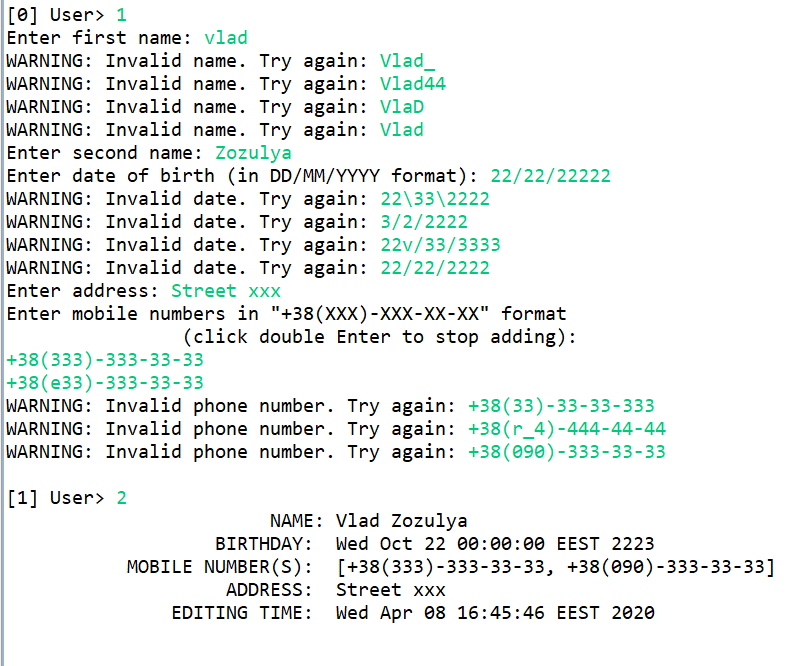 [0] User> 1
Enter first name: vlad
WARNING: Invalid name. Try again: Vlad_
WARNING: Invalid name. Try again: Vlad44
WARNING: Invalid name. Try again: VlaD
WARNING: Invalid name. Try again: Vlad
Enter second name: Zozulya
Enter date of birth (in DD/MM/YYYY format): 22/22/22222
WARNING: Invalid date. Try again: 22\33\2222
WARNING: Invalid date. Try again: 3/2/2222
WARNING: Invalid date. Try again: 22v/33/3333
WARNING: Invalid date. Try again: 22/22/2222
Enter address: Street xxx
Enter mobile numbers in "+38(XXX)-XXX-XX-XX" format
(click double Enter to stop adding):
+38(333)-333-33-33
+38(e33)-333-33-33
WARNING: Invalid phone number. Try again: +38(33)-33-33-333
WARNING: Invalid phone number. Try again: +38(r_4)-444-44-44
WARNING: Invalid phone number. Try again: +38(090)-333-33-33
[1] User> 2
NAME: Vlad Zozulya
BIRTHDAY: Wed Oct 22 00:00:00 EEST 2223
MOBILE NUMBER(S): [+38(333)-333-33-33, +38(090)-333-33-33]
ADDRESS: Street xxx
EDITING TIME: Wed Apr 08 16:45:46 EEST 2020